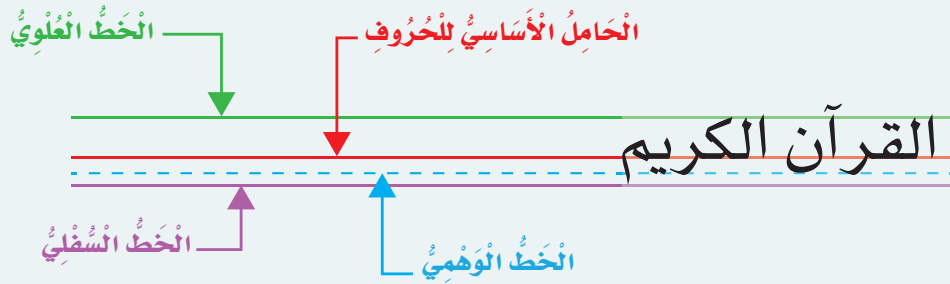 الْحَامِلُ الْأَسَاسِيُّ لِلْحُرُوفِ
الْخَطُّ الْعُلْوِيُّ
القرآن الكريم
الْخَطُّ السُّفْلِيُّ
الْخَطُّ الْوَهْمِيُّ